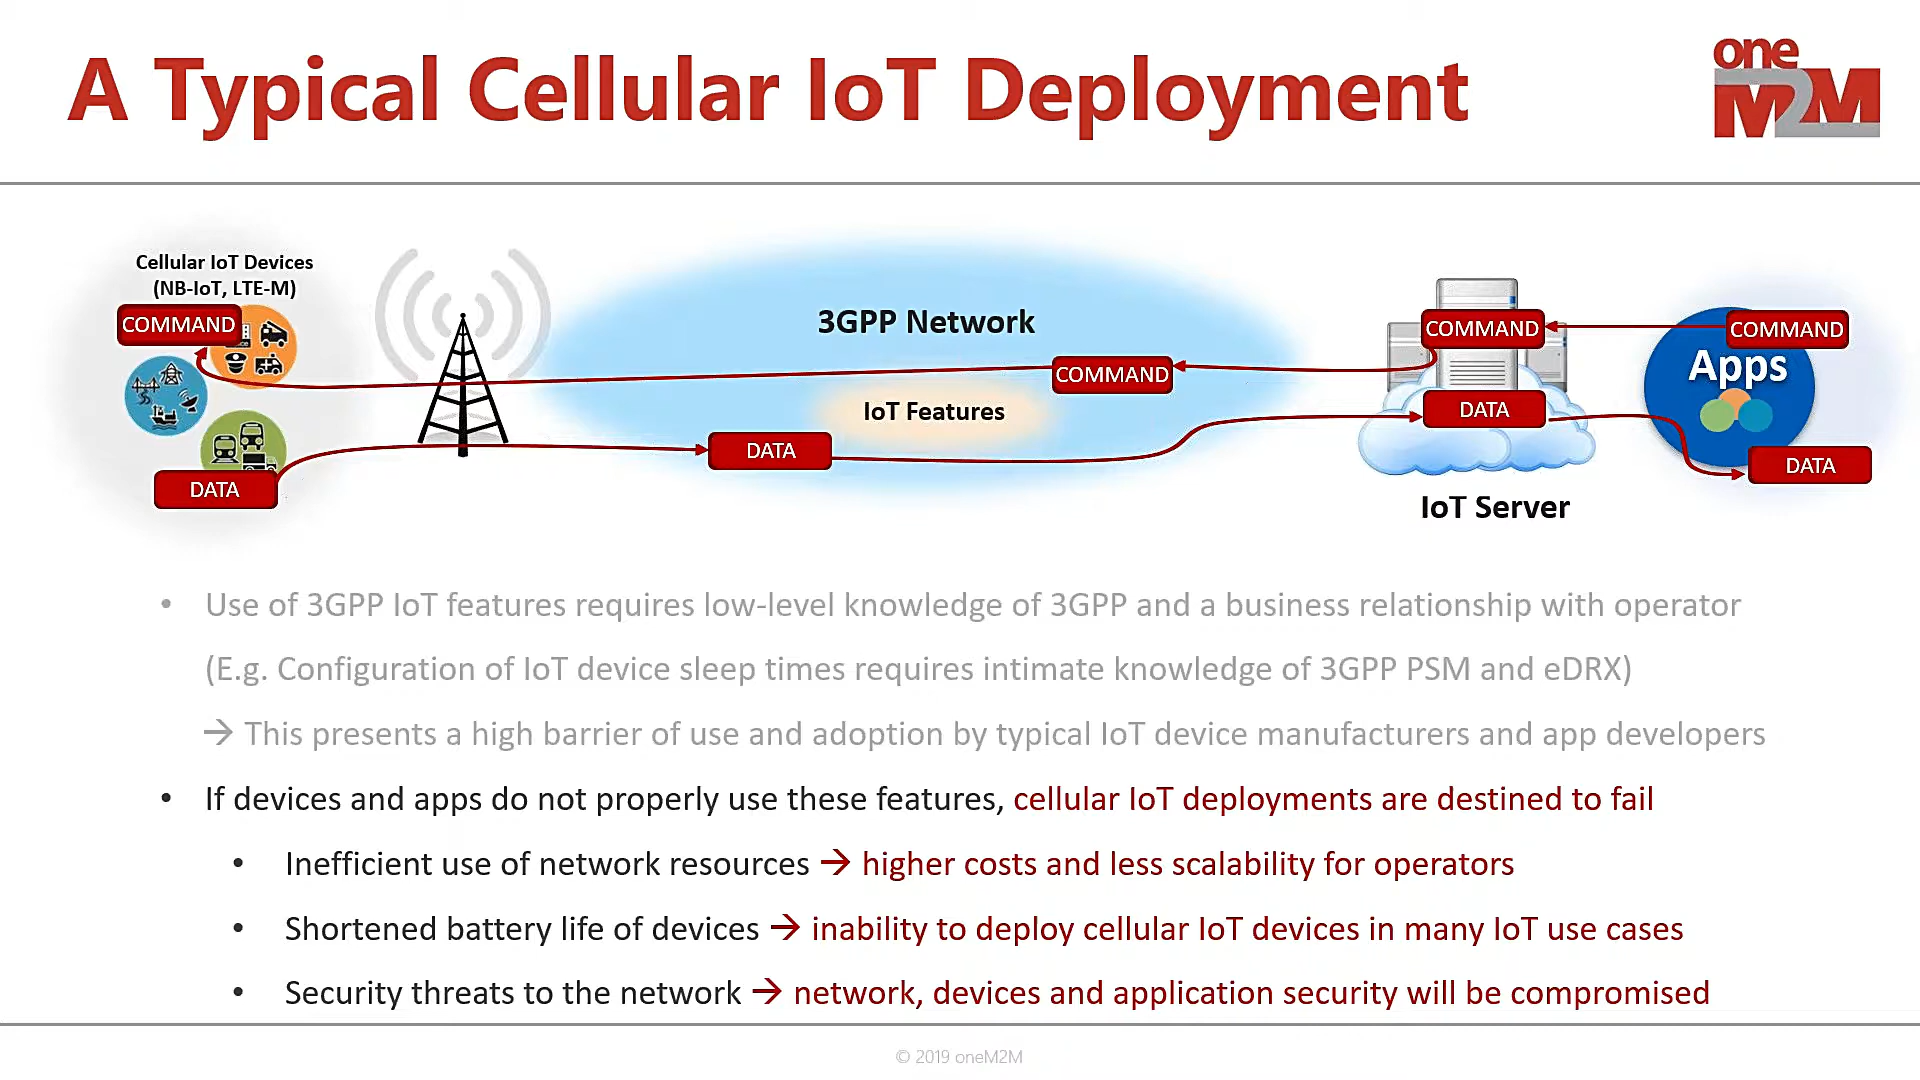 A Typical Cellular IoT Deployment
one
M2M
Cellular IoT Devices
(NB-IoT, LTE-M)
COMMAND
DATA
3GPP Network
COMMAND
IoT Features
DATA
COMMAND
DATA
IoT Server
COMMAND
Apps
DATA
• Use of 3GPP IoT features requires low-level knowledge of 3GPP and a business relationship with operator
(E.g. Configuration of IoT device sleep times requires intimate knowledge of 3GPP PSM and eDRX)
→ This presents a high barrier of use and adoption by typical IoT device manufacturers and app developers
• If devices and apps do not properly use these features, cellular IoT deployments are destined to fail
• Inefficient use of network resources → higher costs and less scalability for operators
• Shortened battery life of devices → inability to deploy cellular IoT devices in many IoT use cases
• Security threats to the network → network, devices and application security will be compromised
© 2019 oneM2M